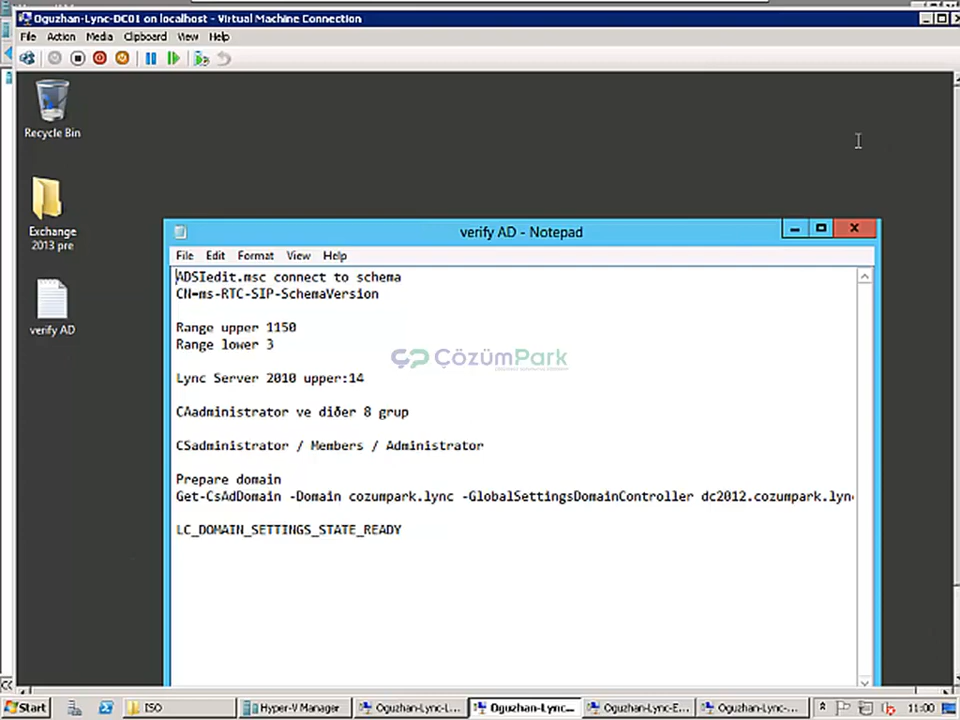 Oguzhan-Lync-DC01 on localhost - Virtual Machine Connection
File Action Media Clipboard View Help
Recycle Bin
Exchange
2013 pre
verify AD
verify AD - Notepad
File Edit Format View Help
ADSIedit.msc connect to schema
CN=ms-RTC-SIP-SchemaVersion
Range upper 1150
Range lower 3
ÇözümPark
Lync Server 2010 upper:14
CAadministrator ve diðer 8 grup
CSadministrator / Members / Administrator
Prepare domain
Get-CsAdDomain -Domain cozumpark.lync -GlobalSettingsDomainController dc2012.cozumpark.lync
LC_DOMAIN_SETTINGS_STATE_READY
Start ISO Hyper-V Manager Oguzhan-Lync-L... Oguzhan-Lync-... Oguzhan-Lync-E... Oguzhan-Lync-... 11:00